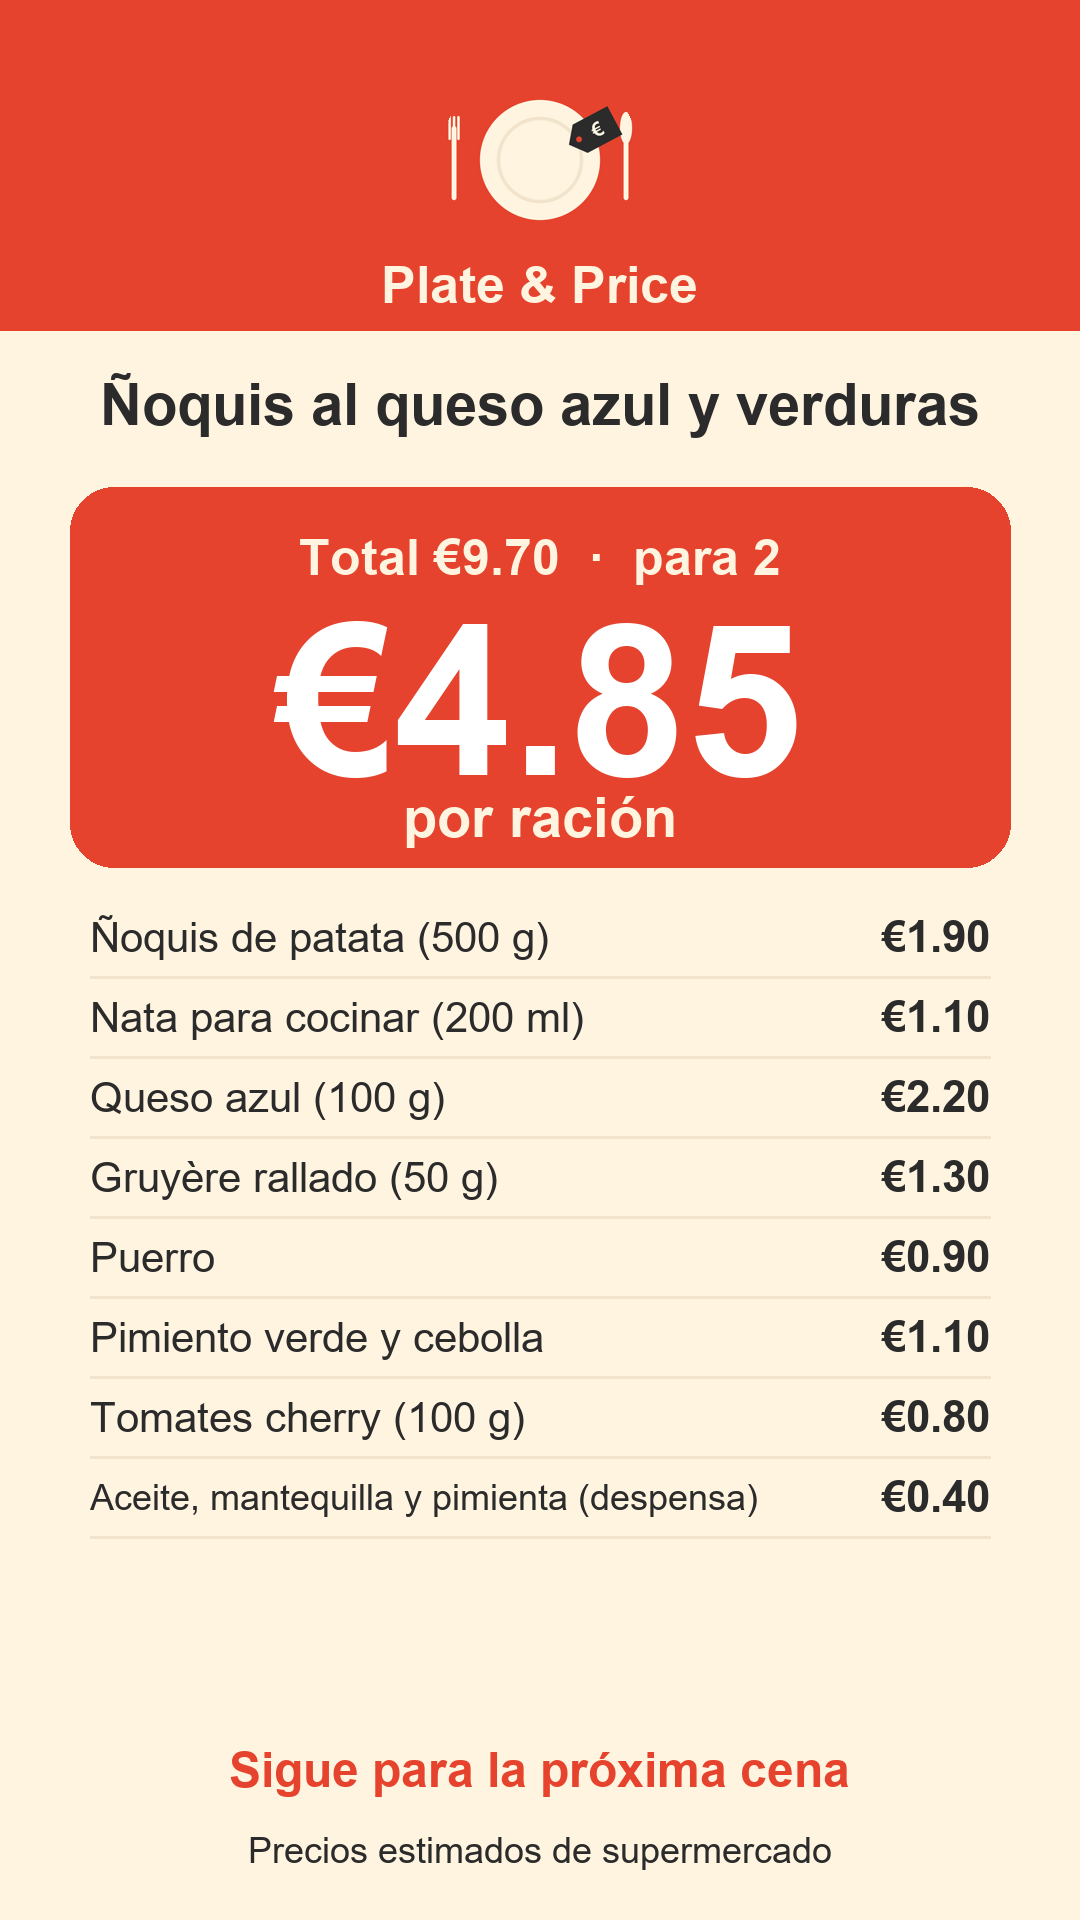 €
Plate & Price
Ñoquis al queso azul y verduras
Total €9.70 · para 2
€4.85
por ración
Ñoquis de patata (500 g) €1.90
Nata para cocinar (200 ml) €1.10
Queso azul (100 g) €2.20
Gruyère rallado (50 g) €1.30
Puerro €0.90
Pimiento verde y cebolla €1.10
Tomates cherry (100 g) €0.80
Aceite, mantequilla y pimienta (despensa) €0.40
Sigue para la próxima cena
Precios estimados de supermercado